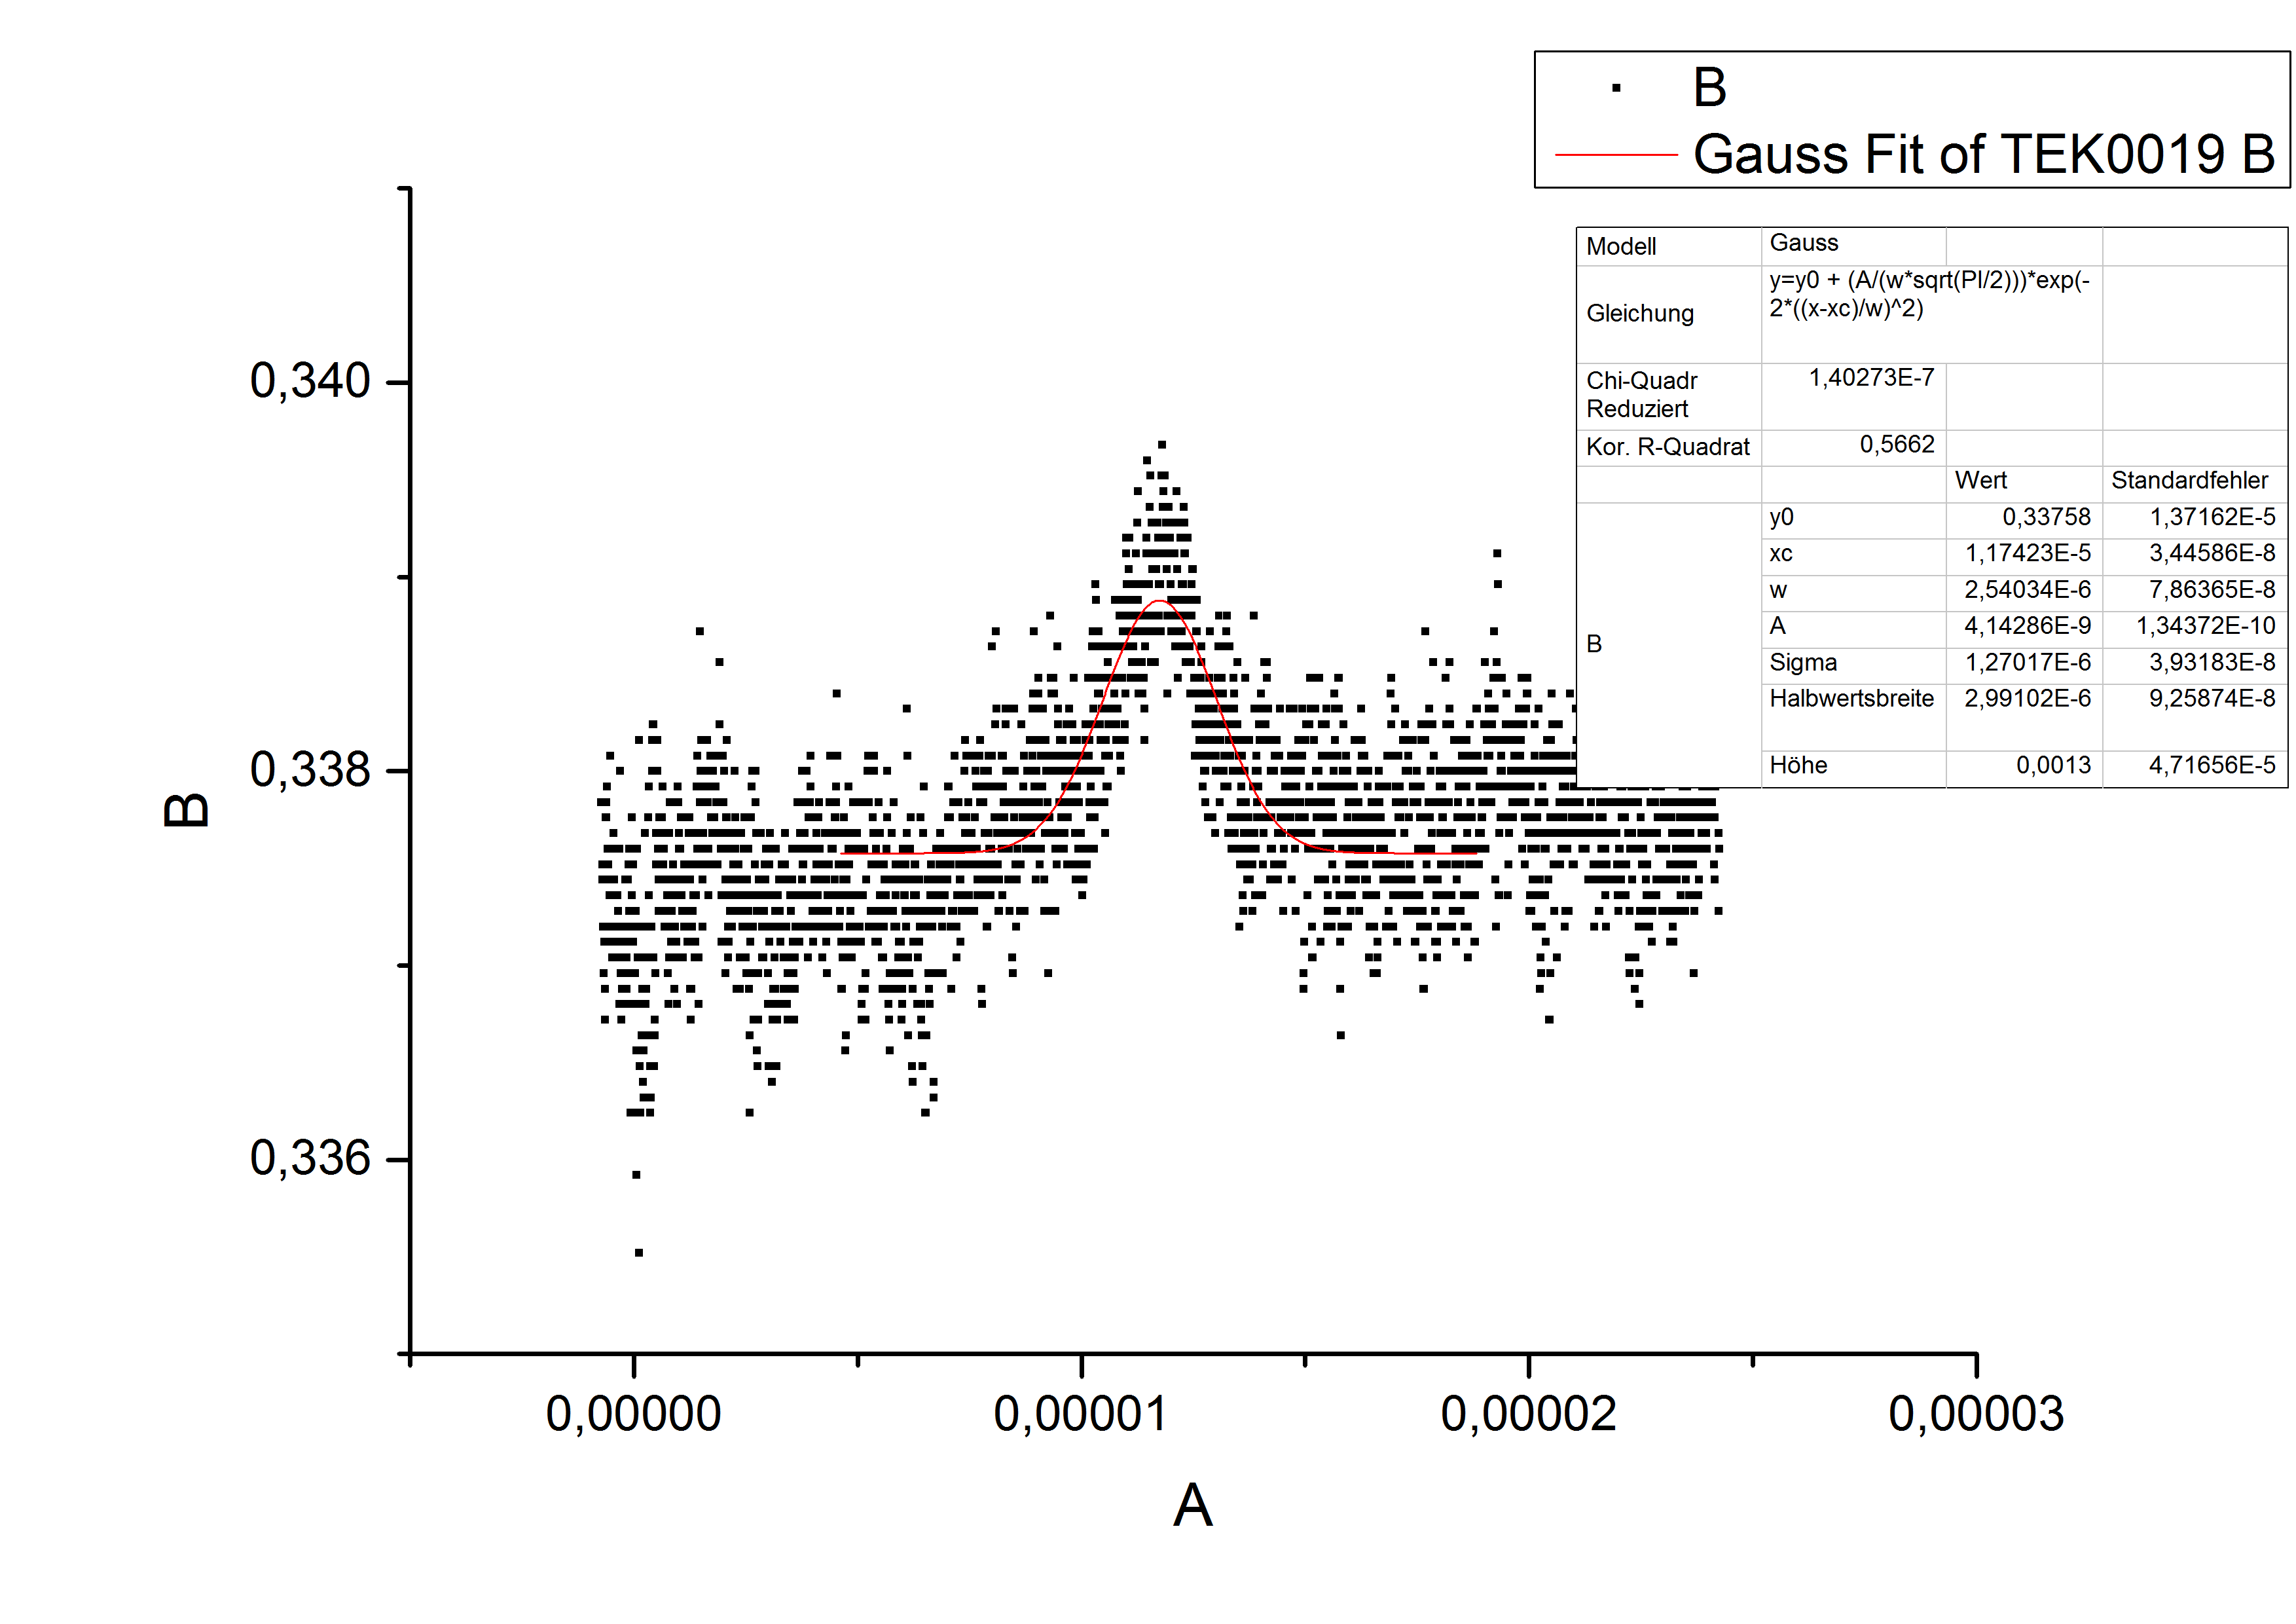 B
Gauss Fit of TEK0019 B
Modell Gauss
Gleichung y=y0 + (A/(w*sqrt(PI/2)))*exp(-
2*((x-xc)/w)^2)
Chi-Quadr
Reduziert 1,40273E-7
Kor. R-Quadrat 0,5662
Wert Standardfehler
B
y0 0,33758 1,37162E-5
xc 1,17423E-5 3,44586E-8
w 2,54034E-6 7,86365E-8
A 4,14286E-9 1,34372E-10
Sigma 1,27017E-6 3,93183E-8
Halbwertsbreite 2,99102E-6 9,25874E-8
Höhe 0,0013 4,71656E-5
0,340
0,338
0,336
B
0,00000 0,00001 0,00002 0,00003
A